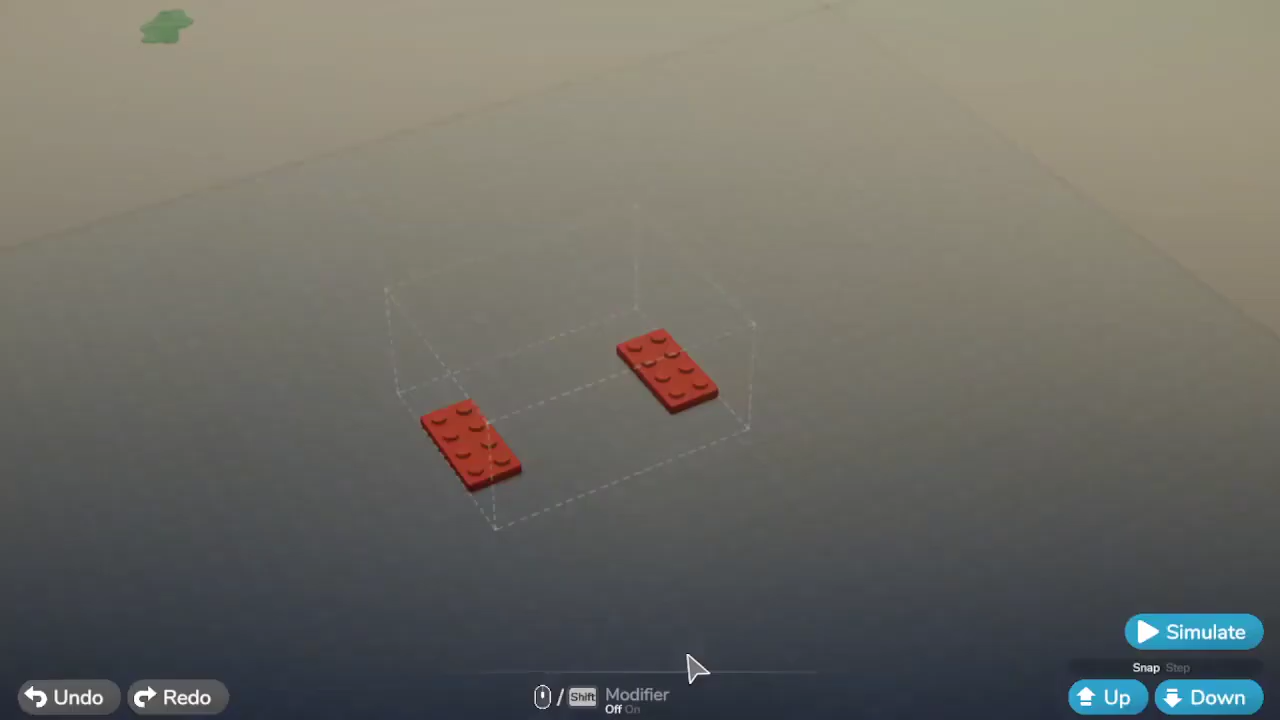 Simulate
Snap Step
Undo
Redo
Shift
Modifier
Off On
Up
Down